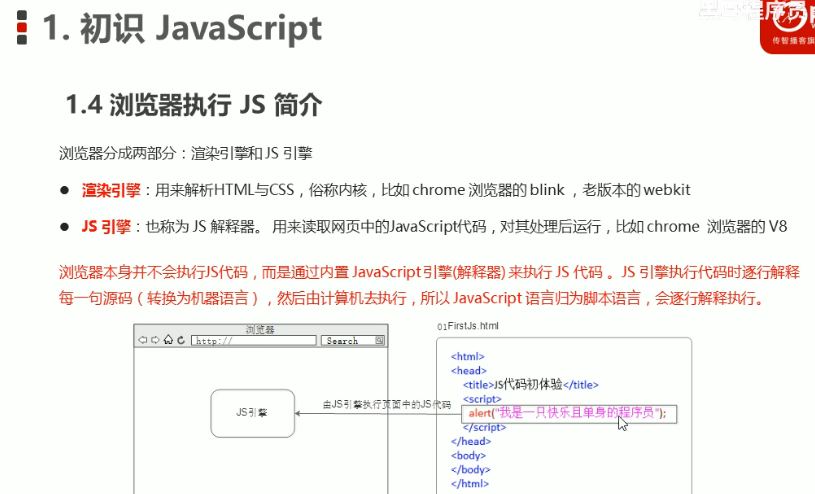 1. 初识 JavaScript
黑马程序员
传智播客旗
1.4 浏览器执行 JS 简介
浏览器分成两部分：渲染引擎和 JS 引擎
● 渲染引擎：用来解析HTML与CSS，俗称内核，比如 chrome 浏览器的 blink ，老版本的 webkit
● JS 引擎：也称为 JS 解释器。 用来读取网页中的JavaScript代码，对其处理后运行，比如 chrome 浏览器的 V8
浏览器本身并不会执行JS代码，而是通过内置 JavaScript 引擎(解释器) 来执行 JS 代码 。JS 引擎执行代码时逐行解释
每一句源码（转换为机器语言），然后由计算机去执行，所以 JavaScript 语言归为脚本语言，会逐行解释执行。
浏览器
http://
Search
JS引擎
由JS引擎执行页面中的JS代码
01FirstJs.html
<html>
<head>
<title>JS代码初体验</title>
<script>
alert("我是一只快乐且单身的程序员");
</script>
</head>
<body>
</body>
</html>